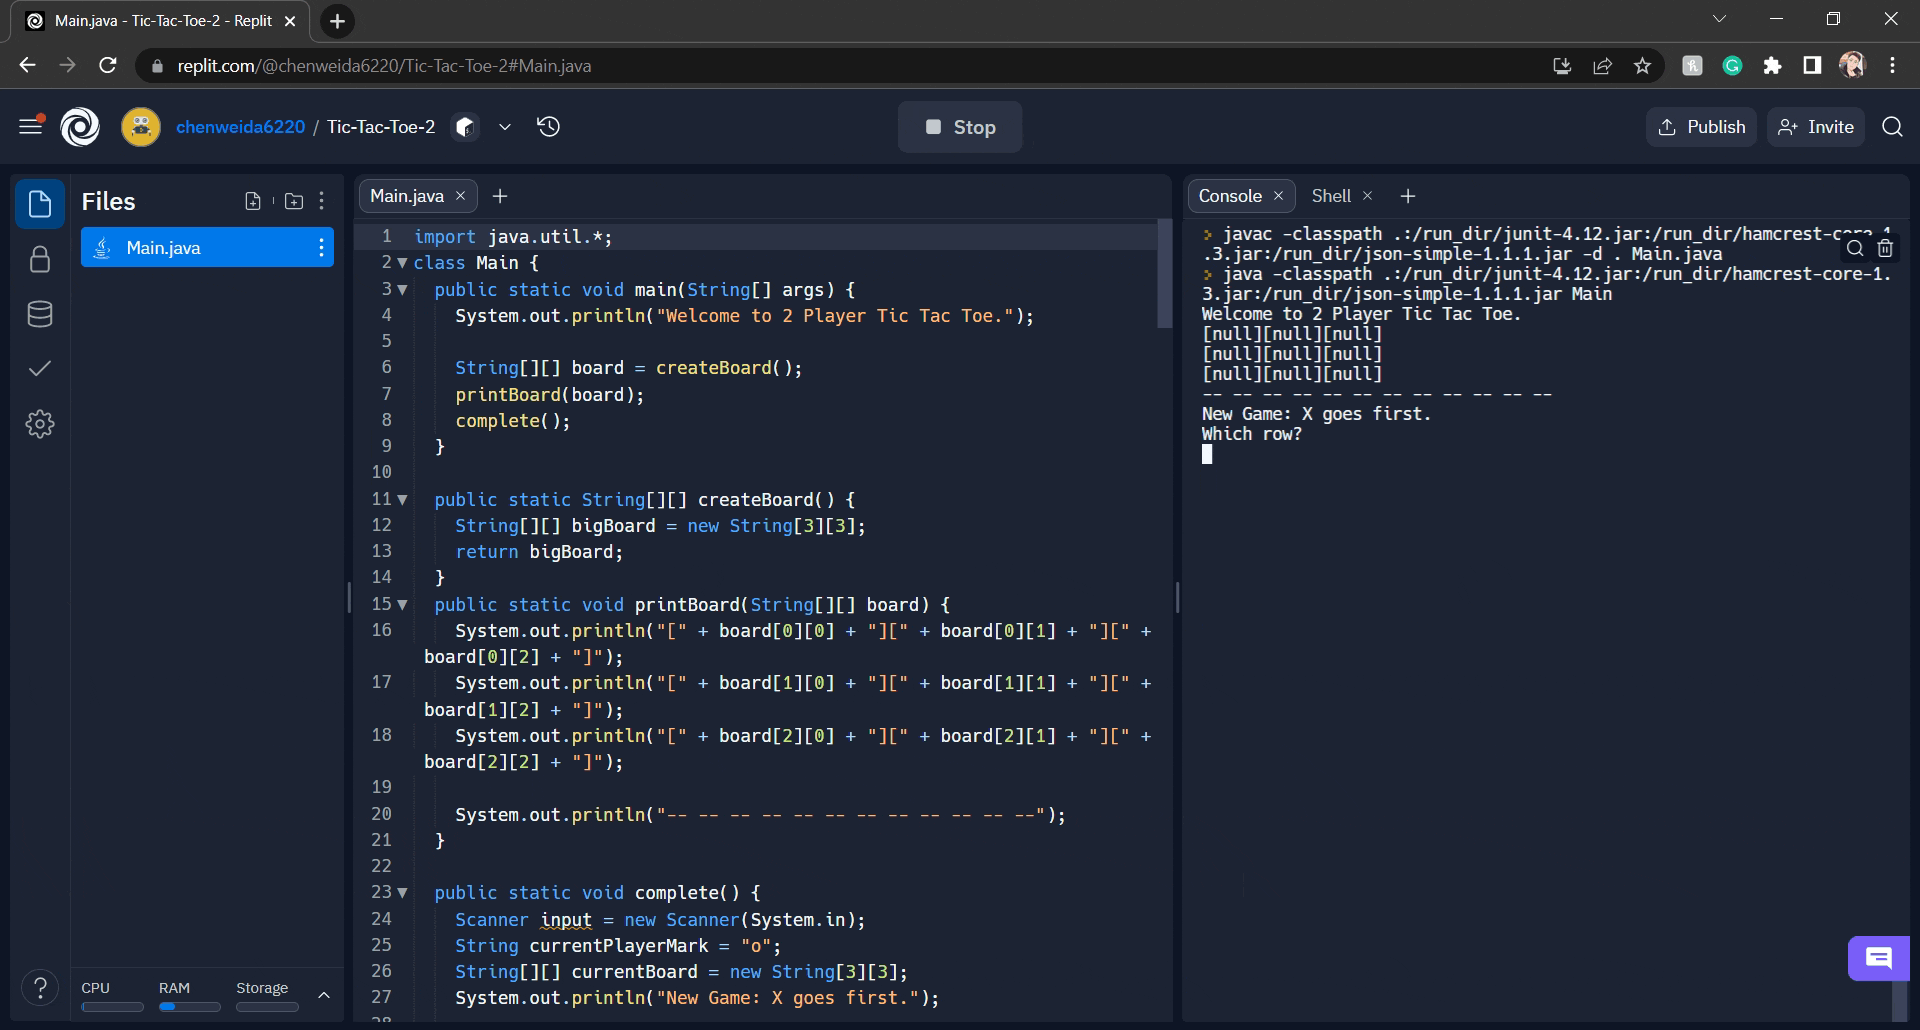 Main.java - Tic-Tac-Toe-2 - Replit
replit.com/@chenweida6220/Tic-Tac-Toe-2#Main.java
chenweida6220 / Tic-Tac-Toe-2
Stop
Publish
Invite
Files
Main.java
CPU
RAM
Storage
?
Main.java
1 import java.util.*;
2 class Main {
3 public static void main(String[] args) {
4 System.out.println("Welcome to 2 Player Tic Tac Toe.");
5
6 String[][] board = createBoard();
7 printBoard(board);
8 complete();
9 }
10
11 public static String[][] createBoard() {
12 String[][] bigBoard = new String[3][3];
13 return bigBoard;
14 }
15 public static void printBoard(String[][] board) {
16 System.out.println("[" + board[0][0] + "][" + board[0][1] + "][" +
board[0][2] + "]");
17 System.out.println("[" + board[1][0] + "][" + board[1][1] + "][" +
board[1][2] + "]");
18 System.out.println("[" + board[2][0] + "][" + board[2][1] + "][" +
board[2][2] + "]");
19
20 System.out.println("-- -- -- -- -- -- -- -- -- -- -- --");
21 }
22
23 public static void complete() {
24 Scanner input = new Scanner(System.in);
25 String currentPlayerMark = "o";
26 String[][] currentBoard = new String[3][3];
27 System.out.println("New Game: X goes first.");
Console
Shell
javac -classpath .:/run_dir/junit-4.12.jar:/run_dir/hamcrest-core-1
.3.jar:/run_dir/json-simple-1.1.1.jar -d . Main.java
java -classpath .:/run_dir/junit-4.12.jar:/run_dir/hamcrest-core-1.
3.jar:/run_dir/json-simple-1.1.1.jar Main
Welcome to 2 Player Tic Tac Toe.
[null][null][null]
[null][null][null]
[null][null][null]
-- -- -- -- -- -- -- -- -- -- -- --
New Game: X goes first.
Which row?